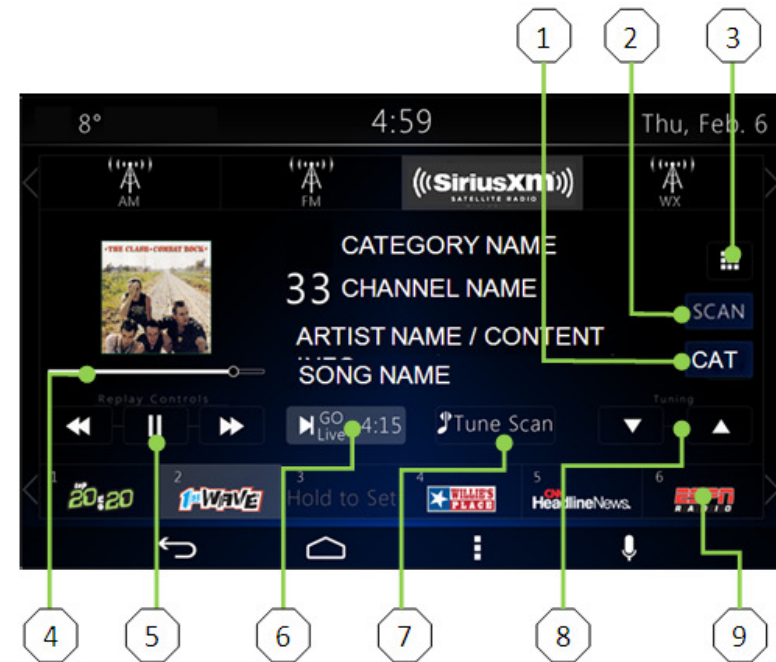 1 2 3
8° 4:59 Thu, Feb. 6
AM FM ((SiriusXM)) WX
SATELLITE RADIO
•THE CLASH•COMBAT ROCK•
CATEGORY NAME
33 CHANNEL NAME
SCAN
ARTIST NAME / CONTENT
CAT
SONG NAME
Replay Controls Tuning
GO
Live 4:15 Tune Scan
1 2 3 4 5 6
top 20on20 1st WAVE Hold to Set WILLIE'S PLACE CNN HeadlineNews. ESPN RADIO
4 5 6 7 8 9